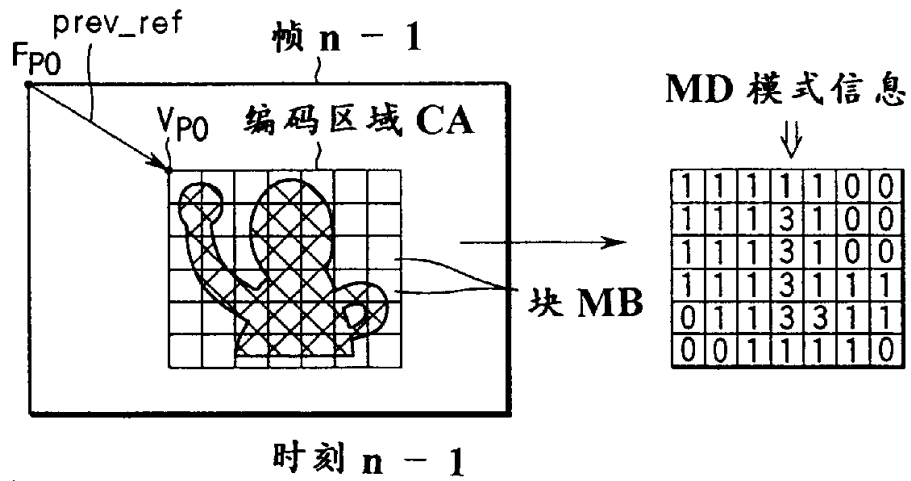 prev_ref
帧 n - 1
FP0
MD 模式信息
VP0
编码区域 CA
1 1 1 1 1 0 0
1 1 1 3 1 0 0
1 1 1 3 1 0 0
1 1 1 3 1 1 1
0 1 1 3 3 1 1
0 0 1 1 1 1 0
块 MB
时刻 n - 1